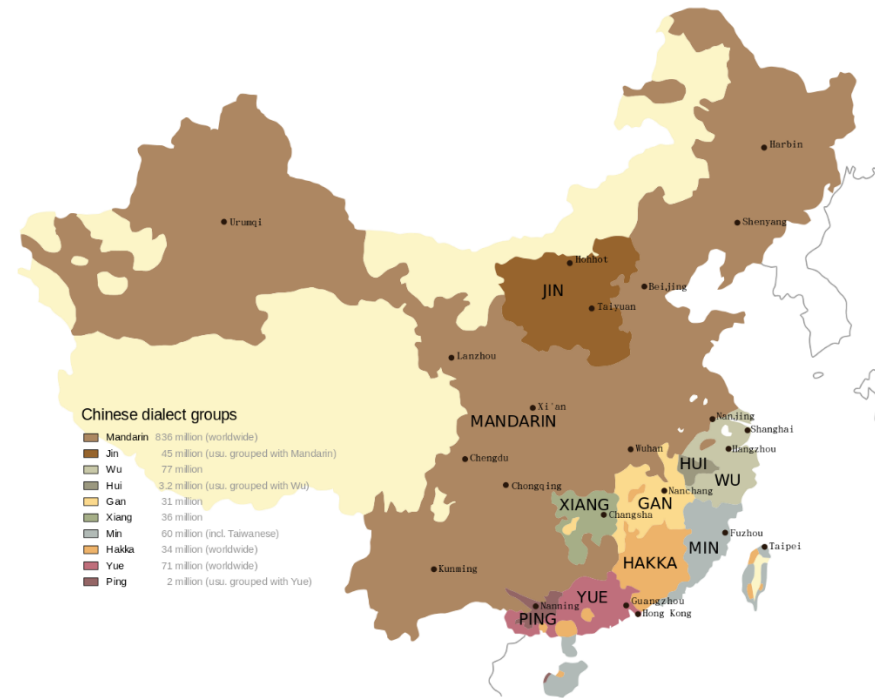 Harbin
Urumqi
Shenyang
Hohhot
Beijing
JIN
Taiyuan
Lanzhou
Xi'an
MANDARIN
Nanjing
Shanghai
Wuhan
Hangzhou
Chengdu
HUI
WU
Chongqing
Nanchang
XIANG
GAN
Changsha
Fuzhou
MIN
Taipei
Kunming
HAKKA
YUE
Nanning
Guangzhou
PING
Hong Kong
Chinese dialect groups
Mandarin 836 million (worldwide)
Jin 45 million (usu. grouped with Mandarin)
Wu 77 million
Hui 3.2 million (usu. grouped with Wu)
Gan 31 million
Xiang 36 million
Min 60 million (incl. Taiwanese)
Hakka 34 million (worldwide)
Yue 71 million (worldwide)
Ping 2 million (usu. grouped with Yue)